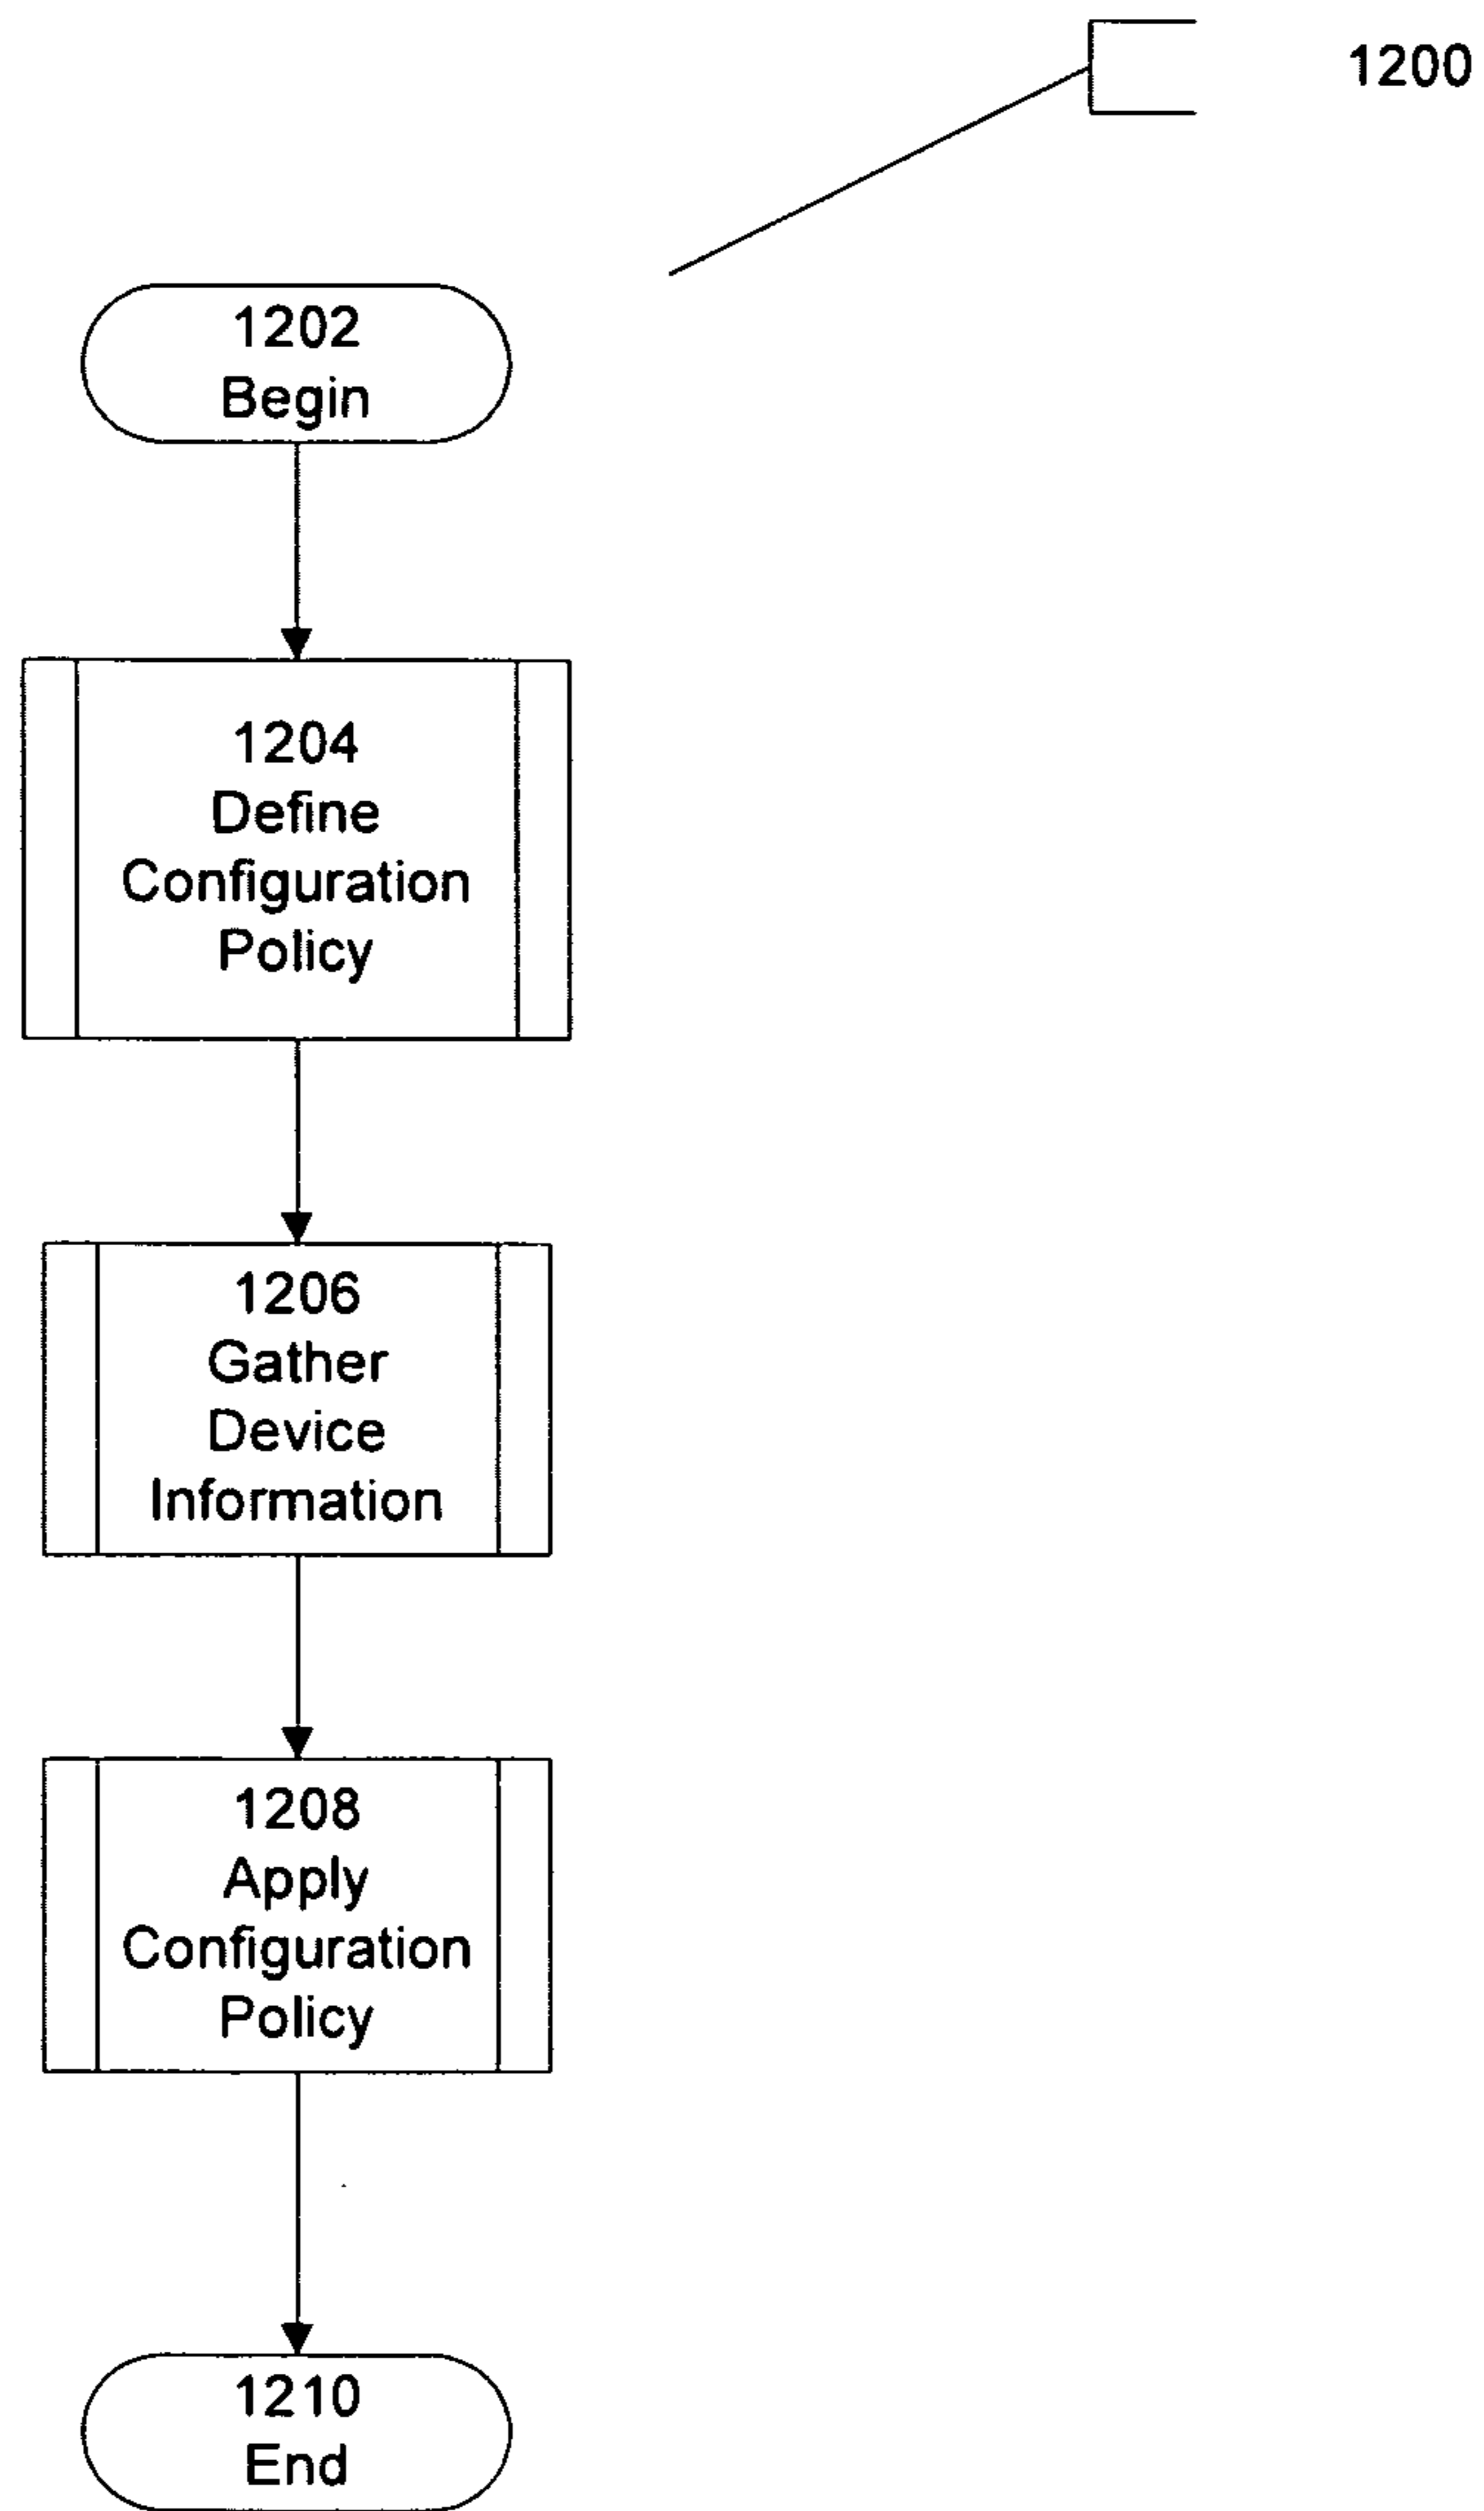 1200
1202
Begin
1204
Define
Configuration
Policy
1206
Gather
Device
Information
1208
Apply
Configuration
Policy
1210
End